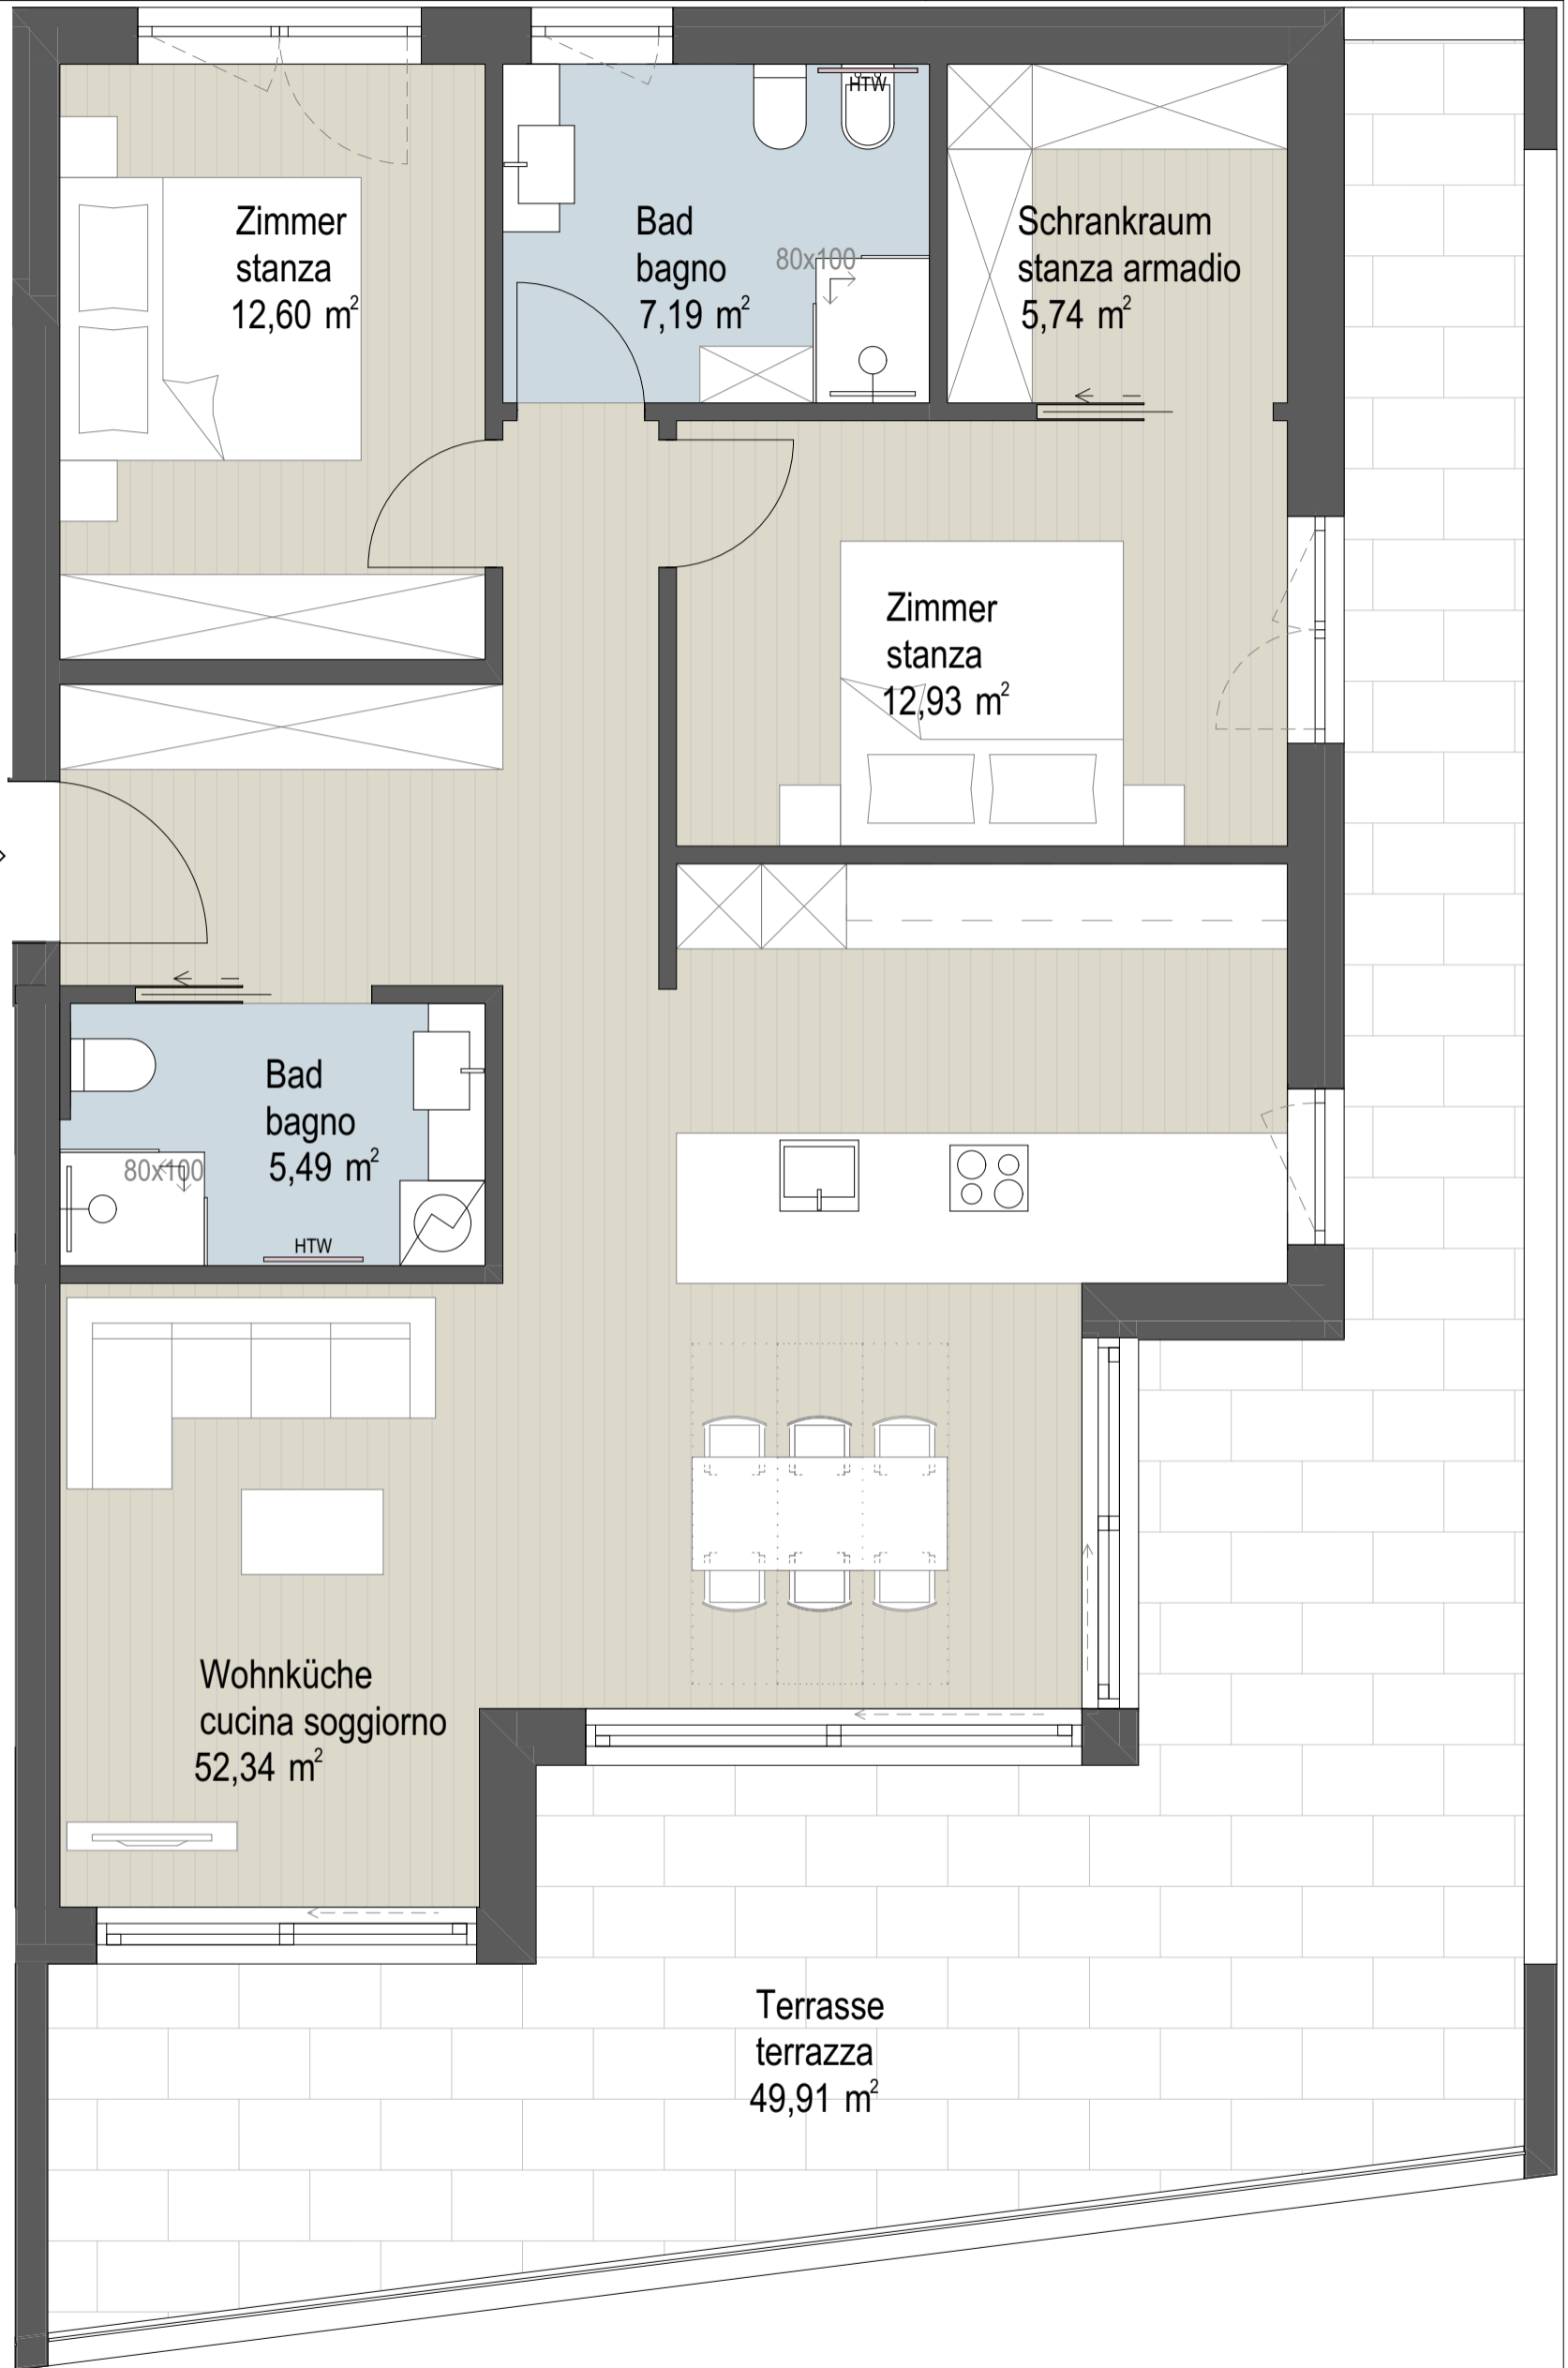 HTW
Zimmer
stanza
12,60 m²
Bad
bagno
7,19 m²
80x100
Schrankraum
stanza armadio
5,74 m²
Zimmer
stanza
12,93 m²
Bad
bagno
5,49 m²
80x100
HTW
Wohnküche
cucina soggiorno
52,34 m²
Terrasse
terrazza
49,91 m²